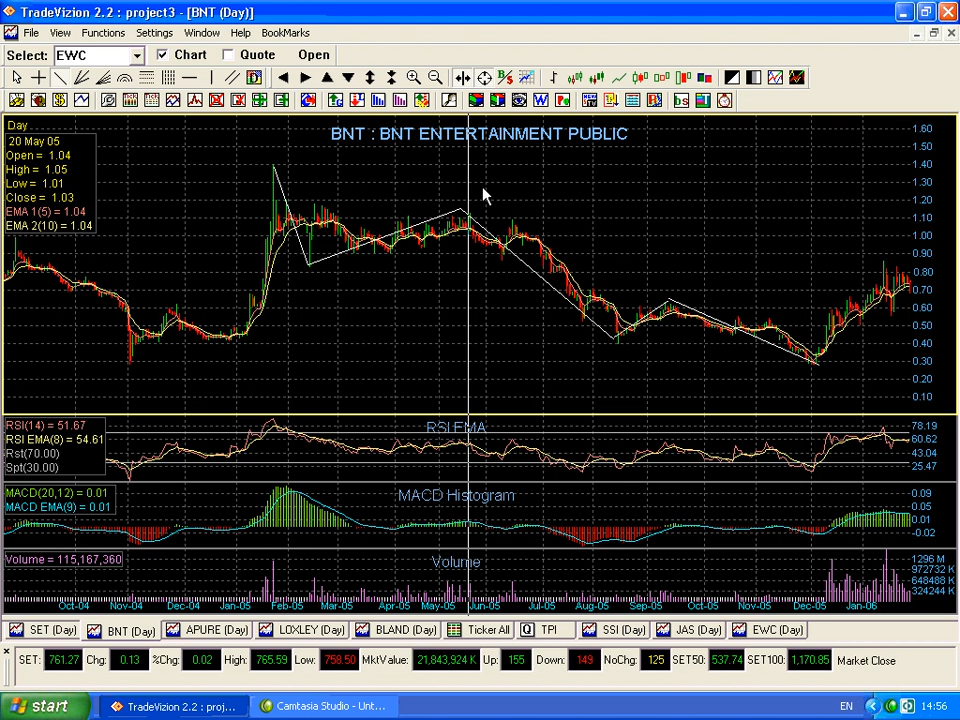 TradeVizion 2.2 : project3 - [BNT (Day)]
File View Functions Settings Window Help BookMarks
Select: EWC Chart Quote Open
Day
20 May 05
Open = 1.04
High = 1.05
Low = 1.01
Close = 1.03
EMA 1(5) = 1.04
EMA 2(10) = 1.04
BNT : BNT ENTERTAINMENT PUBLIC
1.60
1.50
1.40
1.30
1.20
1.10
1.00
0.90
0.80
0.70
0.60
0.50
0.40
0.30
0.20
0.10
RSI(14) = 51.67
RSI EMA(8) = 54.61
Rst(70.00)
Spt(30.00)
RSI EMA
78.19
60.62
43.04
25.47
MACD(20,12) = 0.01
MACD EMA(9) = 0.01
MACD Histogram
0.09
0.05
0.01
-0.02
Volume = 115,167,360
Volume
1296 M
972732 K
648488 K
324244 K
Oct-04 Nov-04 Dec-04 Jan-05 Feb-05 Mar-05 Apr-05 May-05 Jun-05 Jul-05 Aug-05 Sep-05 Oct-05 Nov-05 Dec-05 Jan-06
SET (Day) BNT (Day) APURE (Day) LOXLEY (Day) BLAND (Day) Ticker All Q TPI SSI (Day) JAS (Day) EWC (Day)
SET: 761.27 Chg: 0.13 %Chg: 0.02 High: 765.59 Low: 758.50 MktValue: 21,843,924 K Up: 155 Down: 149 NoChg: 125 SET50: 537.74 SET100: 1,170.85 Market Close
start TradeVizion 2.2 : proj... Camtasia Studio - Unt... EN 14:56